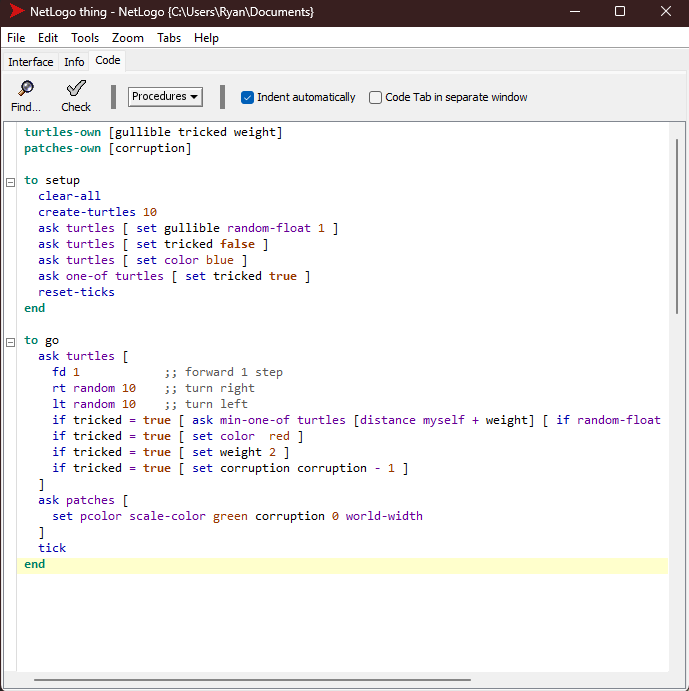 NetLogo thing - NetLogo {C:\Users\Ryan\Documents}
File Edit Tools Zoom Tabs Help
Interface Info Code
Find... Check Procedures Indent automatically Code Tab in separate window
turtles-own [gullible tricked weight]
patches-own [corruption]
to setup
clear-all
create-turtles 10
ask turtles [ set gullible random-float 1 ]
ask turtles [ set tricked false ]
ask turtles [ set color blue ]
ask one-of turtles [ set tricked true ]
reset-ticks
end
to go
ask turtles [
fd 1 ;; forward 1 step
rt random 10 ;; turn right
lt random 10 ;; turn left
if tricked = true [ ask min-one-of turtles [distance myself + weight] [ if random-float
if tricked = true [ set color red ]
if tricked = true [ set weight 2 ]
if tricked = true [ set corruption corruption - 1 ]
]
ask patches [
set pcolor scale-color green corruption 0 world-width
]
tick
end